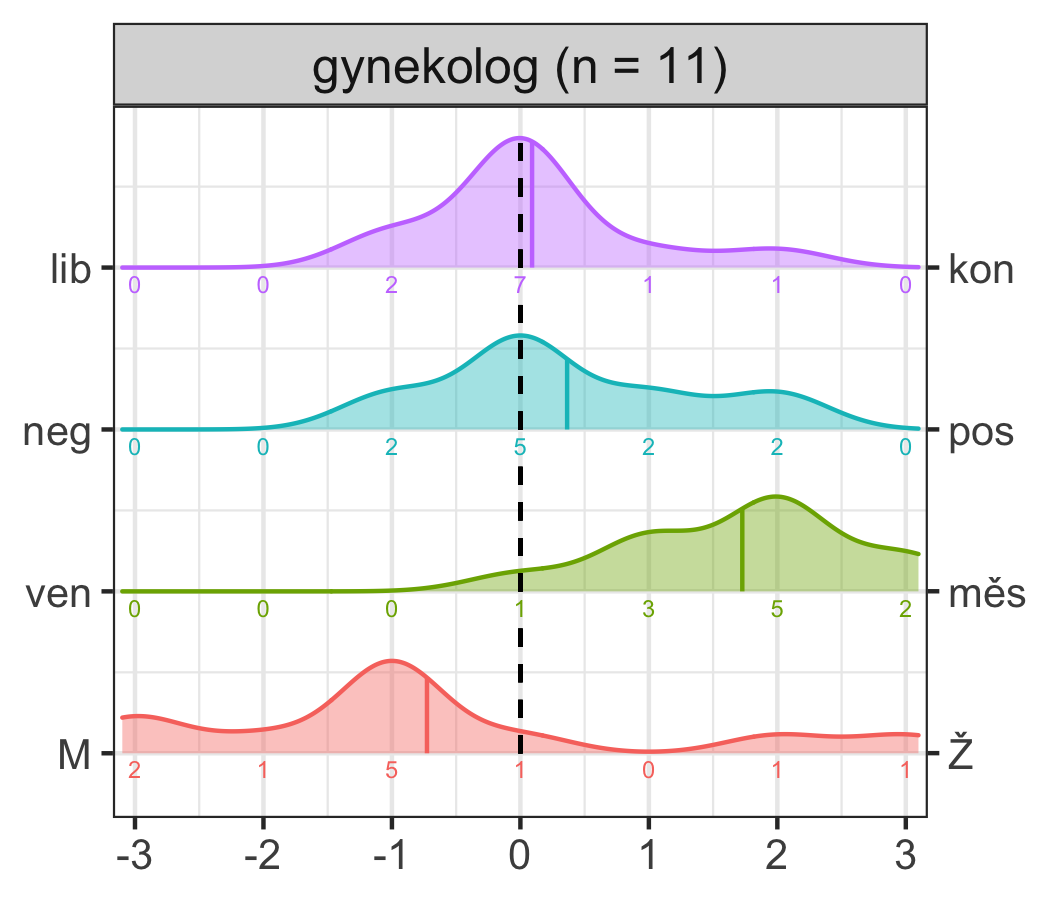 gynekolog (n = 11)
lib kon
0 0 2 7 1 1 0
neg pos
0 0 2 5 2 2 0
ven měs
0 0 0 1 3 5 2
M Ž
2 1 5 1 0 1 1
-3 -2 -1 0 1 2 3